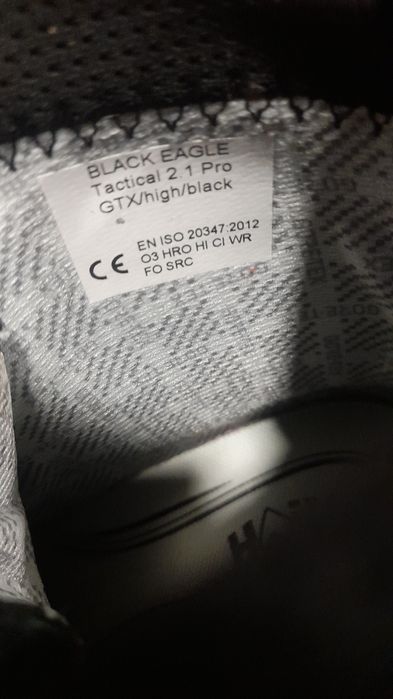 BLACK EAGLE
Tactical 2.1 Pro
GTX/high/black
CE
EN ISO 20347:2012
O3 HRO HI CI WR
FO SRC